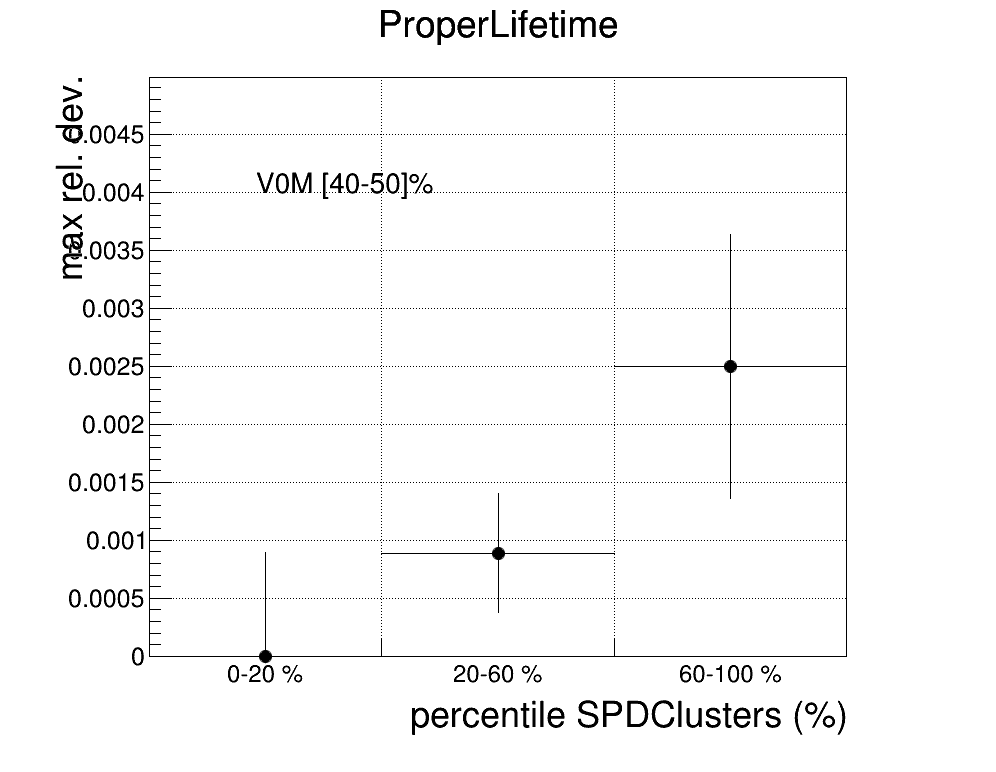 ProperLifetime
max rel. dev.
0.0045
V0M [40-50]%
0.004
0.0035
0.003
0.0025
0.002
0.0015
0.001
0.0005
0
0-20 % 20-60 % 60-100 %
percentile SPDClusters (%)